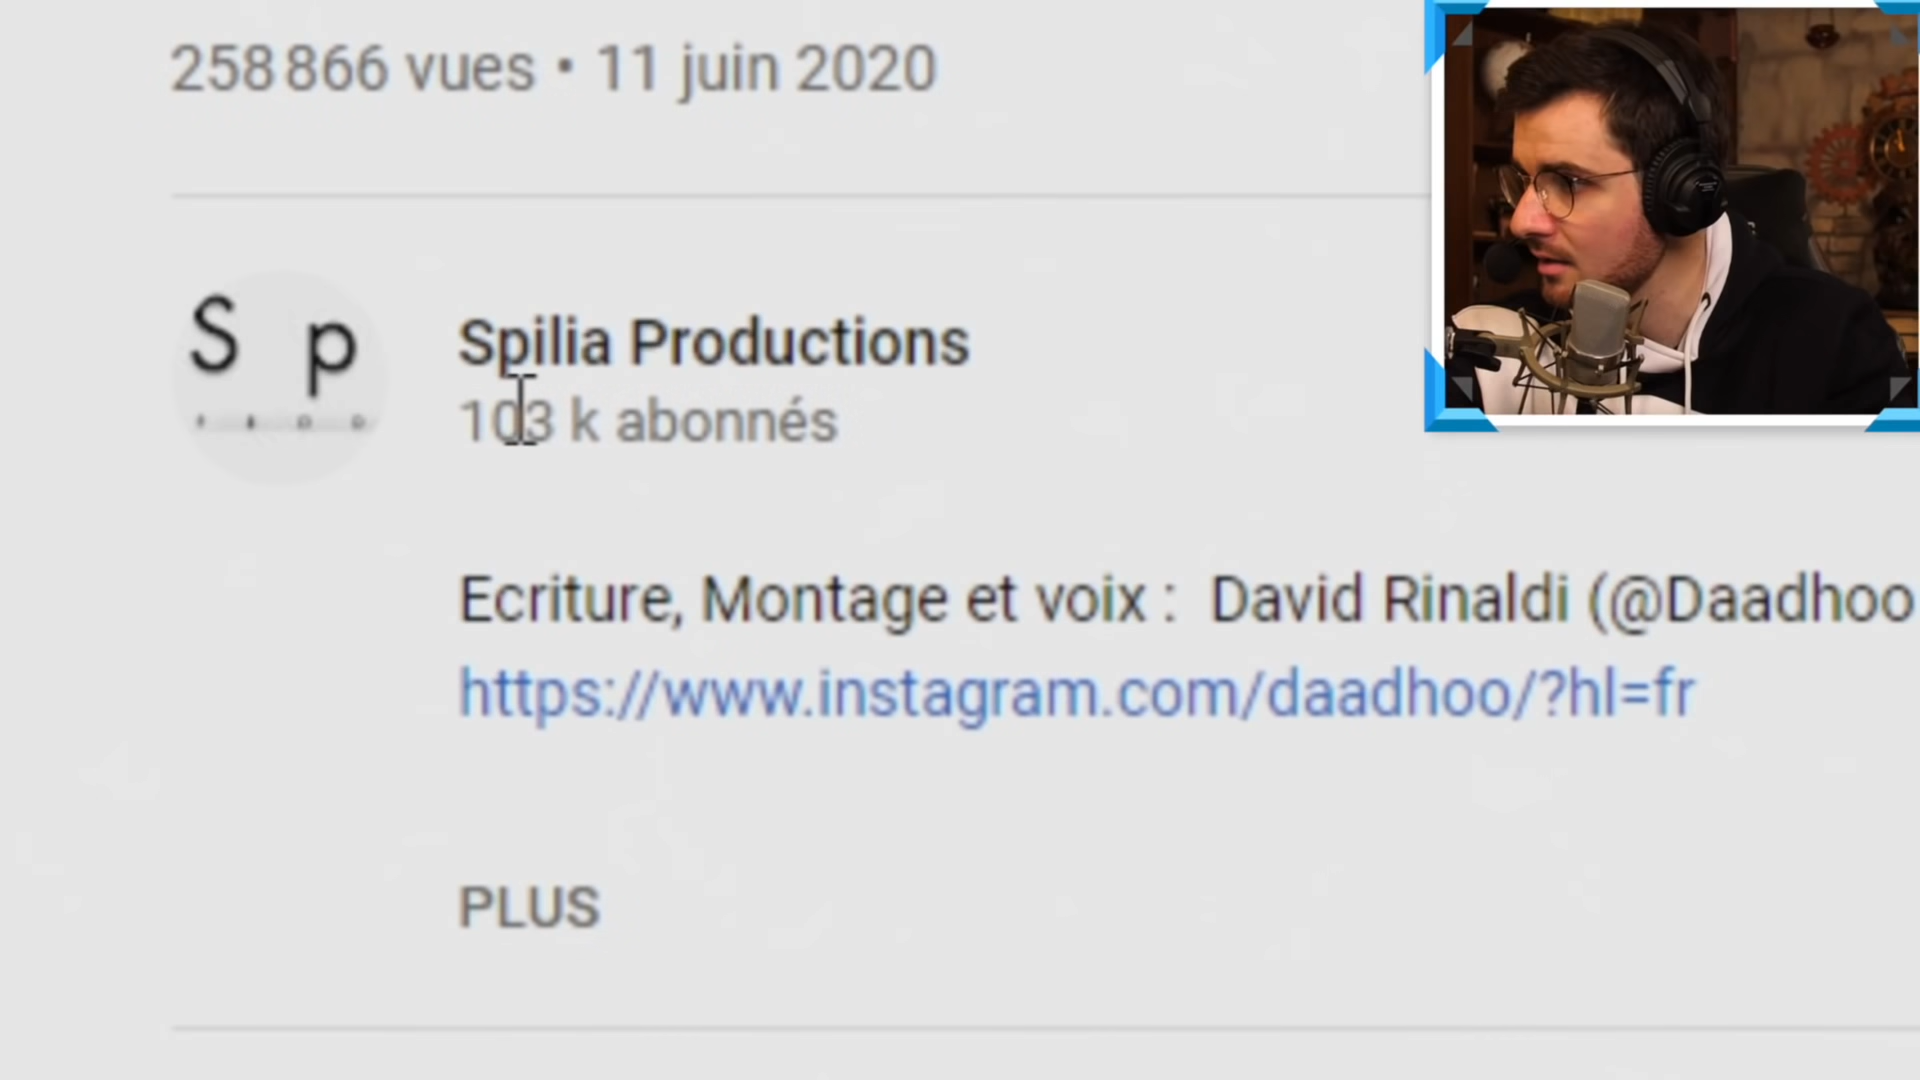 258 866 vues • 11 juin 2020
S p
Spilia Productions
103 k abonnés
Ecriture, Montage et voix : David Rinaldi (@Daadhoo
https://www.instagram.com/daadhoo/?hl=fr
PLUS